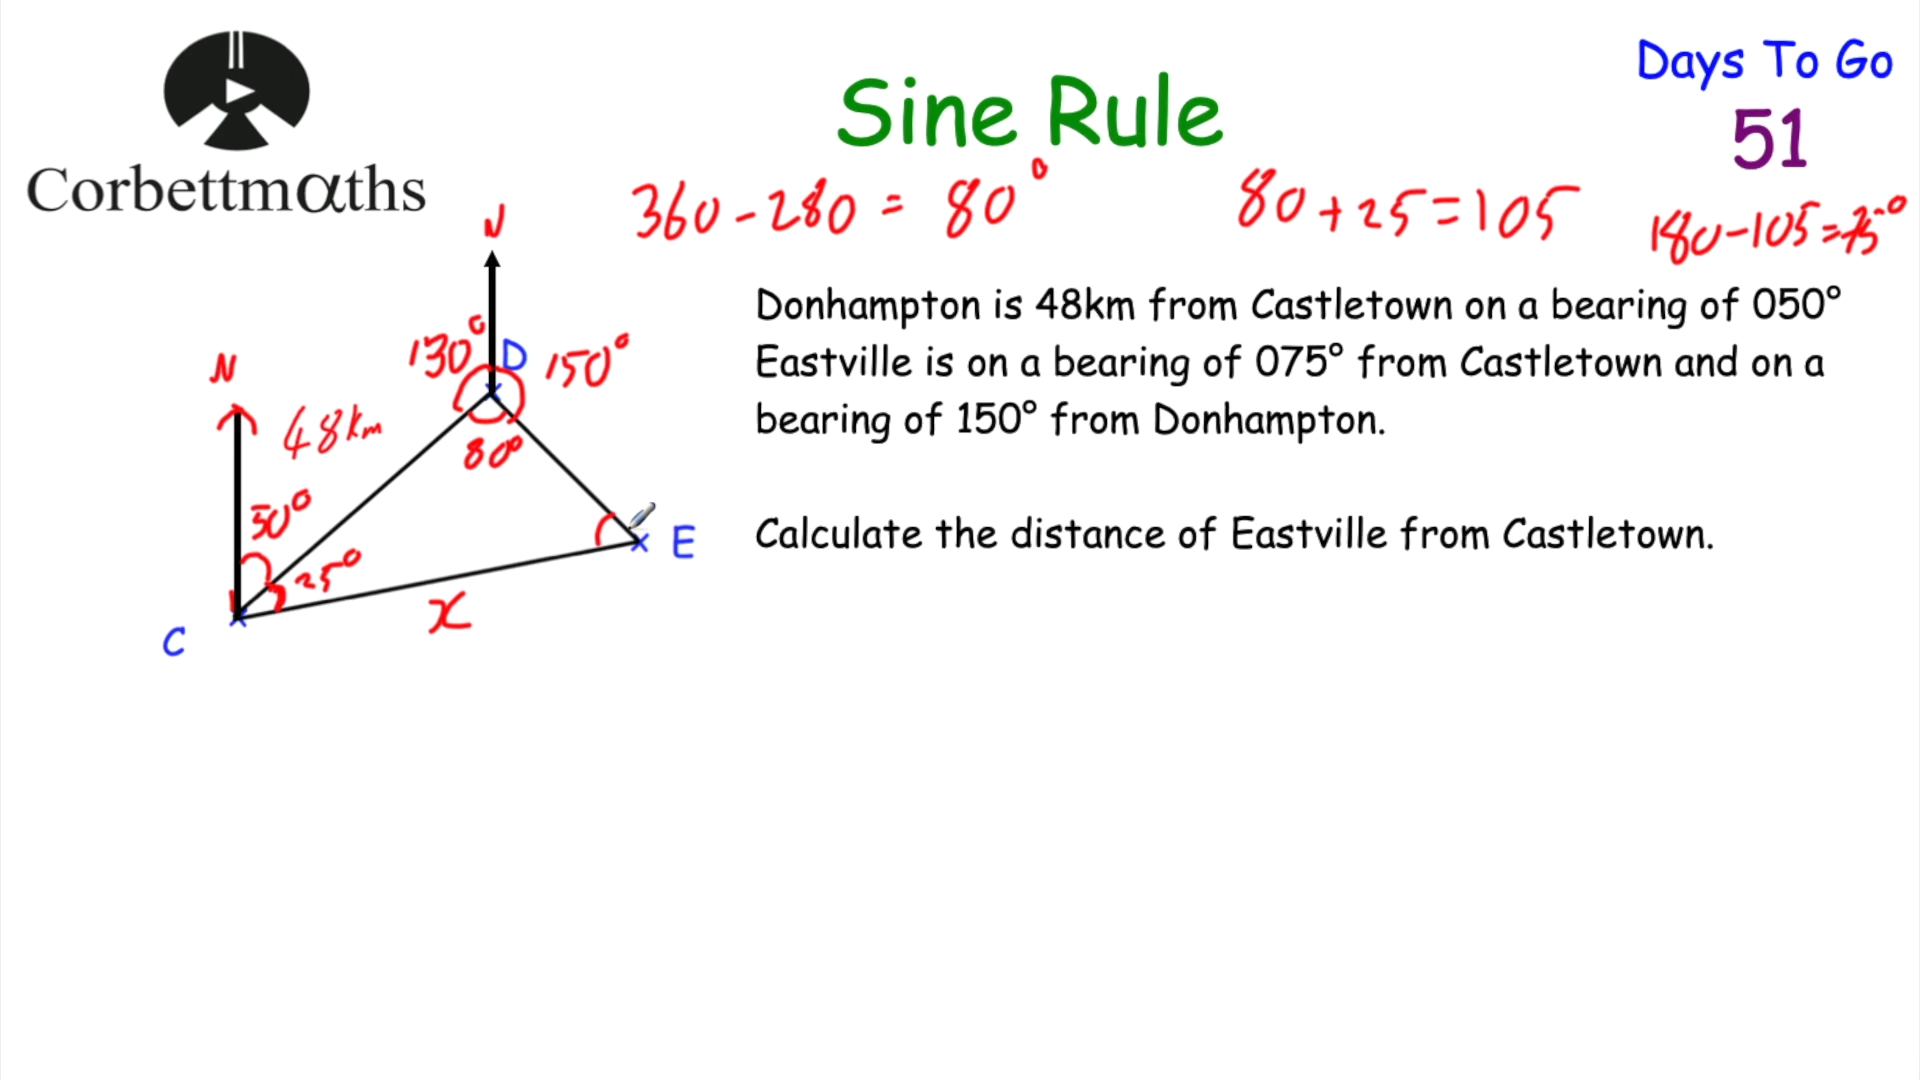 Corbettmαths
Sine Rule
Days To Go
51
360-280 = 80°
80+25=105
180-105=75°
N
N
130°
D
150°
48km
80°
50°
25°
x
E
C
Donhampton is 48km from Castletown on a bearing of 050°
Eastville is on a bearing of 075° from Castletown and on a
bearing of 150° from Donhampton.
Calculate the distance of Eastville from Castletown.